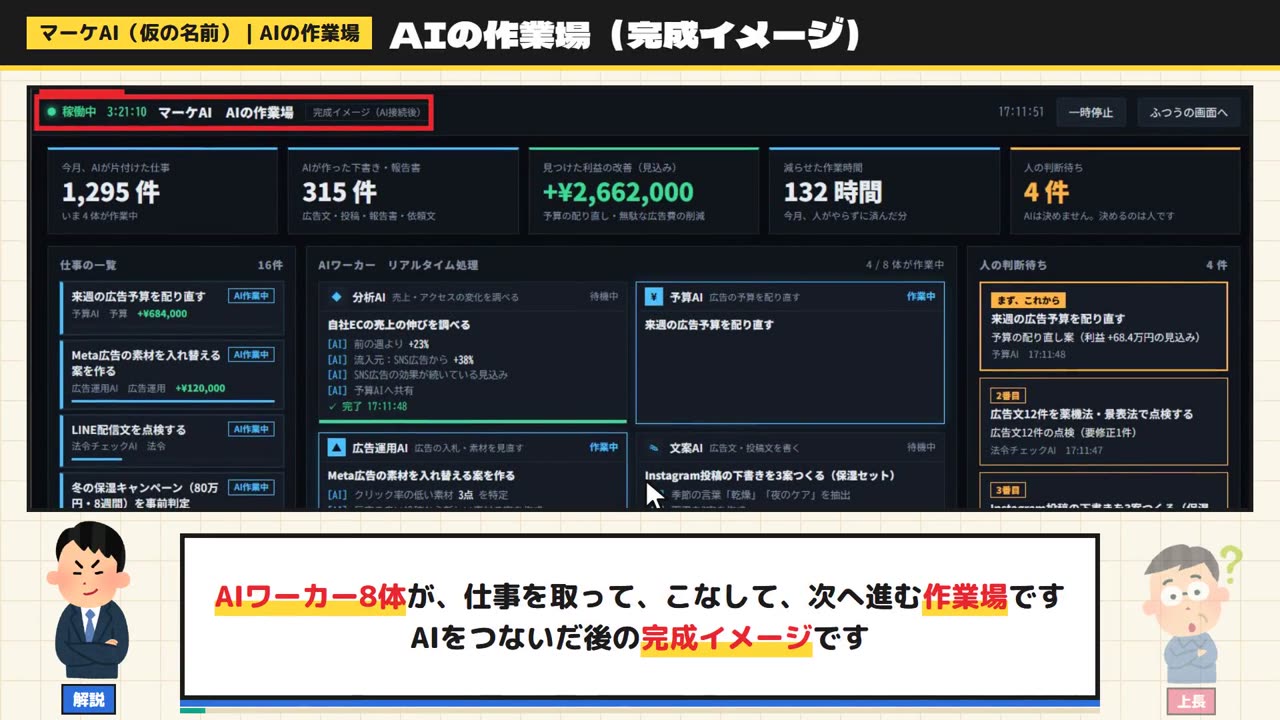 マーケAI（仮の名前）｜AIの作業場
AIの作業場（完成イメージ）
稼働中 3:21:10 マーケAI AIの作業場 完成イメージ（AI接続後）
17:11:51 一時停止 ふつうの画面へ
今月、AIが片付けた仕事
1,295 件
いま 4 体が作業中
AIが作った下書き・報告書
315 件
広告文・投稿・報告書・依頼文
見つけた利益の改善（見込み）
+¥2,662,000
予算の配り直し・無駄な広告費の削減
減らせた作業時間
132 時間
今月、人がやらずに済んだ分
人の判断待ち
4 件
AIは決めません。決めるのは人です
仕事の一覧 16件
来週の広告予算を配り直す AI作業中
予算AI 予算 +¥684,000
Meta広告の素材を入れ替える AI作業中
案を作る
広告運用AI 広告運用 +¥120,000
LINE配信文を点検する AI作業中
法令チェックAI 法令
冬の保湿キャンペーン（80万 AI作業中
円・8週間）を事前判定
AIワーカー リアルタイム処理 4 / 8 体が作業中
分析AI 売上・アクセスの変化を調べる 待機中
自社ECの売上の伸びを調べる
[AI] 前の週より +23%
[AI] 流入元：SNS広告から +38%
[AI] SNS広告の効果が続いている見込み
[AI] 予算AIへ共有
✓ 完了 17:11:48
¥ 予算AI 広告の予算を配り直す 作業中
来週の広告予算を配り直す
広告運用AI 広告の入札・素材を見直す 作業中
Meta広告の素材を入れ替える案を作る
[AI] クリック率の低い素材 3点 を特定
文案AI 広告文・投稿文を書く 待機中
Instagram投稿の下書きを3案つくる（保湿セット）
季節の言葉「乾燥」「夜のケア」を抽出
人の判断待ち 4 件
まず、これから
来週の広告予算を配り直す
予算の配り直し案（利益 +68.4万円の見込み）
予算AI 17:11:48
2番目
広告文12件を薬機法・景表法で点検する
広告文12件の点検（要修正1件）
法令チェックAI 17:11:47
3番目
Instagram投稿の下書きを3案つくる（保湿
AIワーカー8体が、仕事を取って、こなして、次へ進む作業場です
AIをつないだ後の完成イメージです
解説
上長